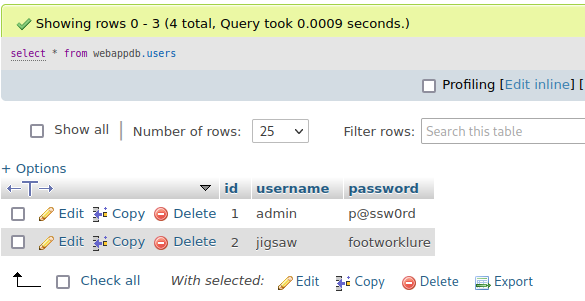 Showing rows 0 - 3 (4 total, Query took 0.0009 seconds.)
select * from webappdb.users
Profiling [Edit inline] [
Show all Number of rows: 25 Filter rows: Search this table
+ Options
id username password
Edit Copy Delete 1 admin p@ssw0rd
Edit Copy Delete 2 jigsaw footworklure
Check all With selected: Edit Copy Delete Export